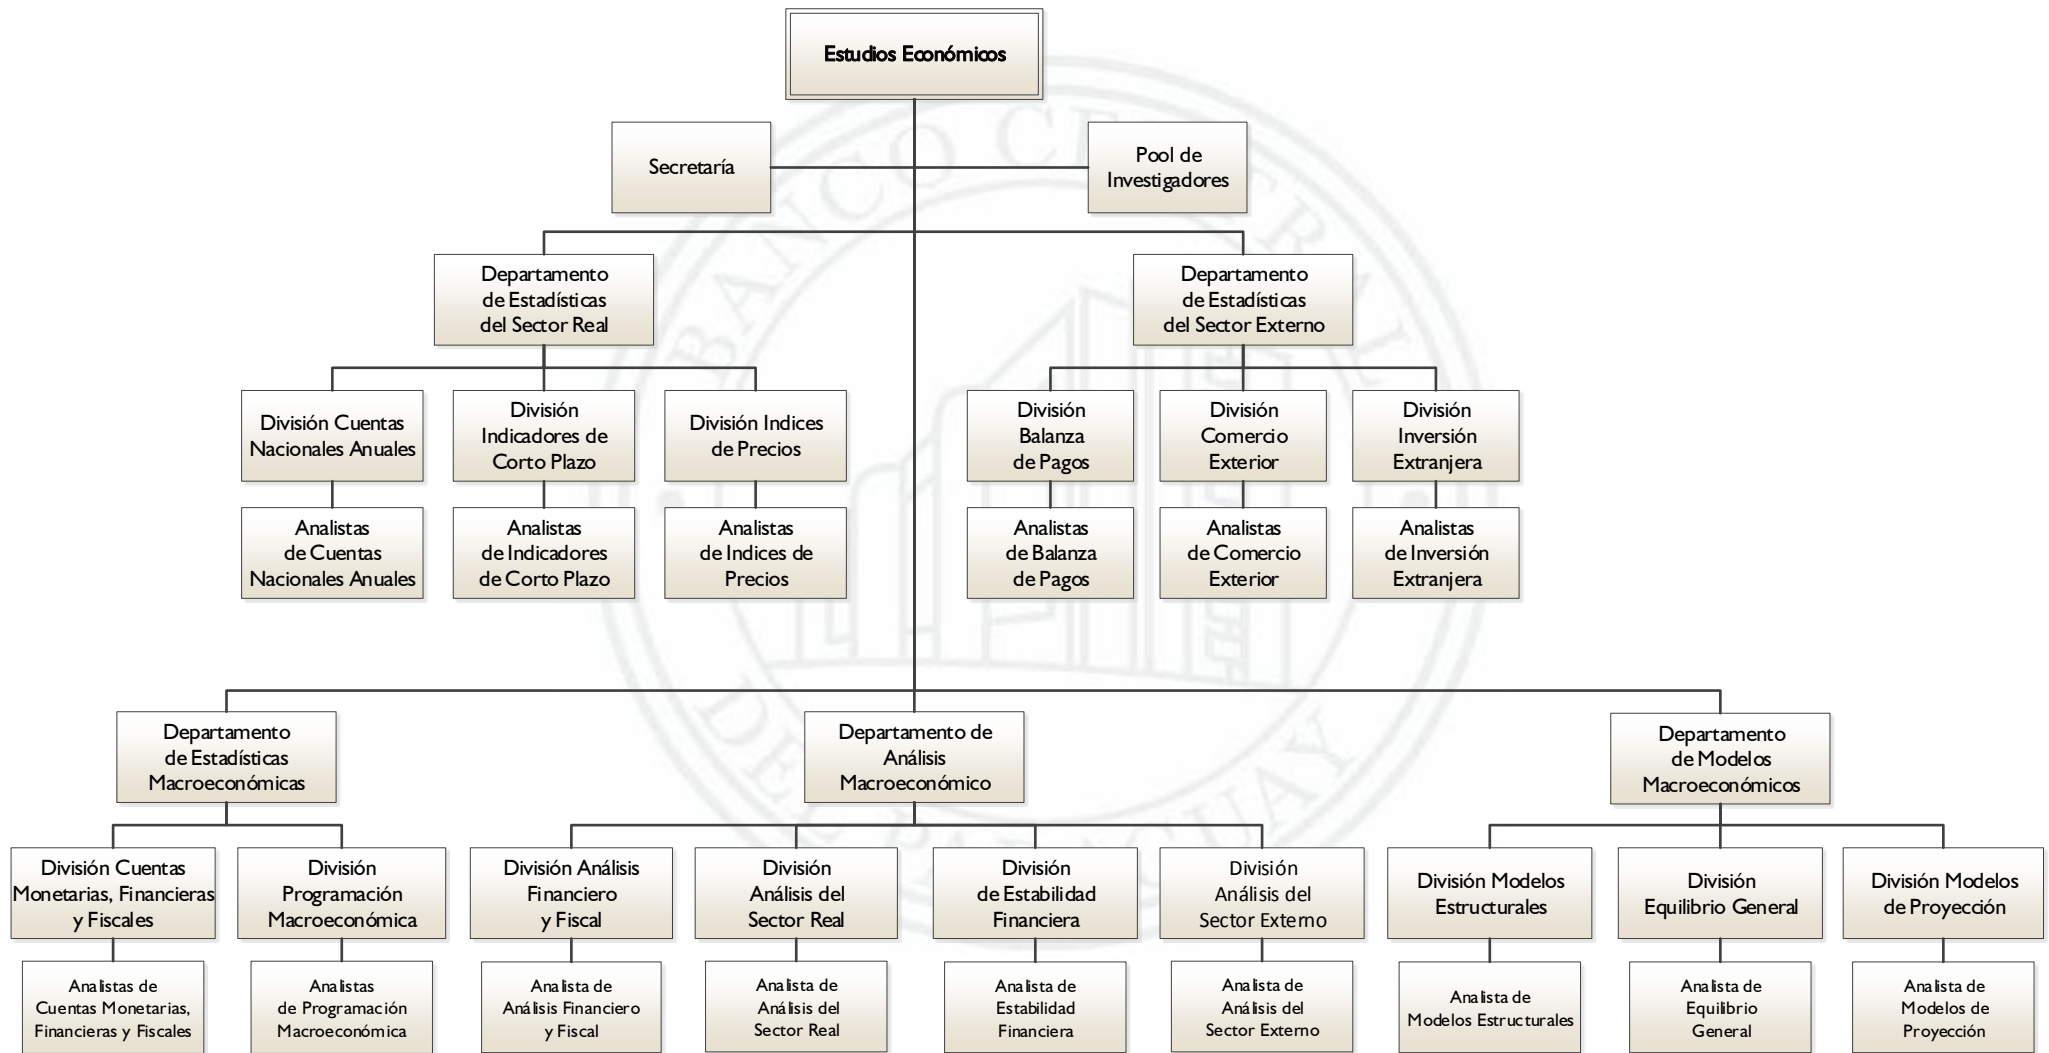 Estudios Económicos
Secretaría
Pool de
Investigadores
Departamento
de Estadísticas
del Sector Real
Departamento
de Estadísticas
del Sector Externo
División Cuentas
Nacionales Anuales
División
Indicadores de
Corto Plazo
División Indices
de Precios
División
Balanza
de Pagos
División
Comercio
Exterior
División
Inversión
Extranjera
Analistas
de Cuentas
Nacionales Anuales
Analistas
de Indicadores
de Corto Plazo
Analistas
de Indices de
Precios
Analistas
de Balanza
de Pagos
Analistas
de Comercio
Exterior
Analistas
de Inversión
Extranjera
Departamento
de Estadísticas
Macroeconómicas
Departamento de
Análisis
Macroeconómico
Departamento
de Modelos
Macroeconómicos
División Cuentas
Monetarias, Financieras
y Fiscales
División
Programación
Macroeconómica
División Análisis
Financiero
y Fiscal
División
Análisis del
Sector Real
División
de Estabilidad
Financiera
División
Análisis del
Sector Externo
División Modelos
Estructurales
División
Equilibrio General
División Modelos
de Proyección
Analistas de
Cuentas Monetarias,
Financieras y Fiscales
Analistas
de Programación
Macroeconómica
Analista de
Análisis Financiero
y Fiscal
Analista de
Análisis del
Sector Real
Analista de
Estabilidad
Financiera
Analista de
Análisis del
Sector Externo
Analista de
Modelos Estructurales
Analista de
Equilibrio
General
Analista de
Modelos de
Proyección
BANCO CENTRAL
DEL PARAGUAY